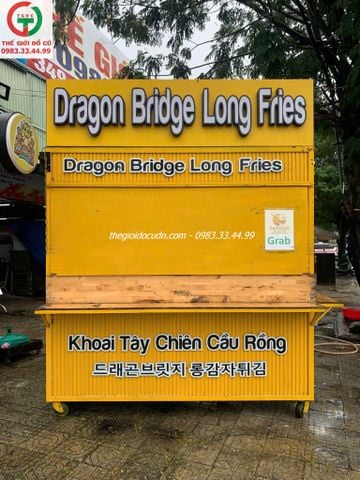 TGĐC
THẾ GIỚI ĐỒ CŨ
0983.33.44.99
Dragon Bridge Long Fries
Dragon Bridge Long Fries
thegioidocudn.com - 0983.33.44.99
Grab
Khoai Tây Chiên Cầu Rồng
드래곤브릿지 롱감자튀김